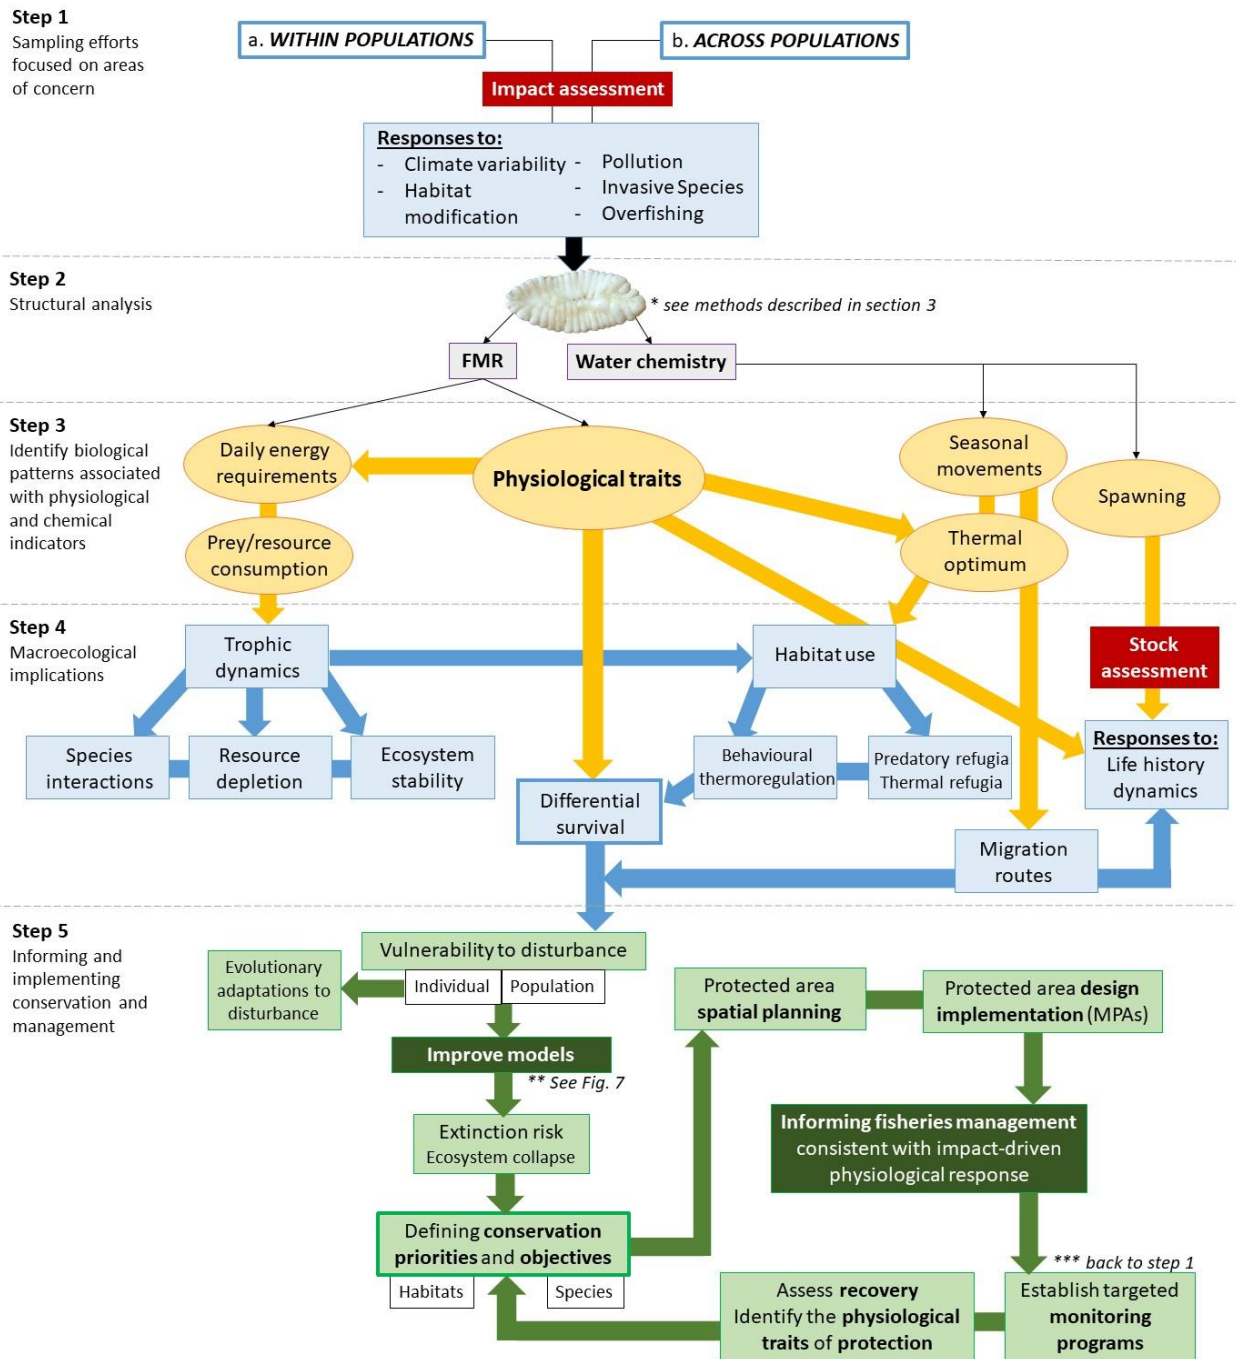 Step 1
Sampling efforts
focused on areas
of concern
a. WITHIN POPULATIONS
b. ACROSS POPULATIONS
Impact assessment
Responses to:
- Climate variability
- Habitat
modification
- Pollution
- Invasive Species
- Overfishing
Step 2
Structural analysis
* see methods described in section 3
FMR
Water chemistry
Step 3
Identify biological
patterns associated
with physiological
and chemical
indicators
Daily energy
requirements
Physiological traits
Seasonal
movements
Spawning
Prey/resource
consumption
Thermal
optimum
Step 4
Macroecological
implications
Trophic
dynamics
Habitat use
Stock
assessment
Species
interactions
Resource
depletion
Ecosystem
stability
Differential
survival
Behavioural
thermoregulation
Predatory refugia
Thermal refugia
Responses to:
Life history
dynamics
Migration
routes
Step 5
Informing and
implementing
conservation and
management
Evolutionary
adaptations to
disturbance
Vulnerability to disturbance
Individual
Population
Improve models
** See Fig. 7
Extinction risk
Ecosystem collapse
Defining conservation
priorities and objectives
Habitats
Species
Protected area
spatial planning
Protected area design
implementation (MPAs)
Informing fisheries management
consistent with impact-driven
physiological response
*** back to step 1
Establish targeted
monitoring
programs
Assess recovery
Identify the physiological
traits of protection